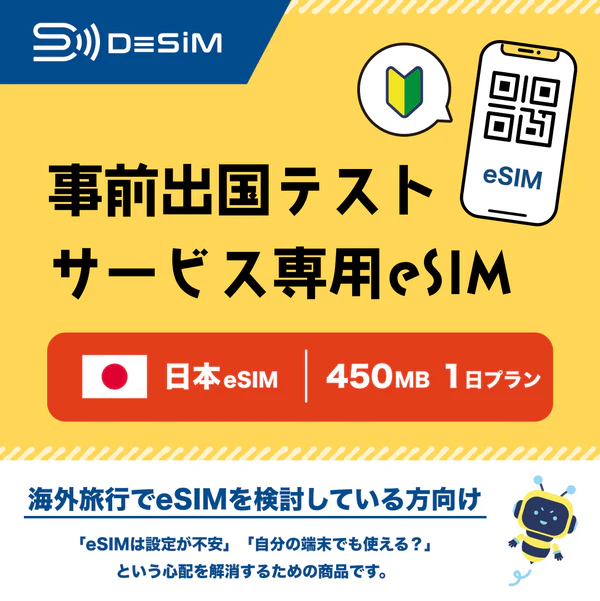 DESiM
eSIM
事前出国テスト
サービス専用eSIM
日本eSIM 450MB 1日プラン
海外旅行でeSIMを検討している方向け
「eSIMは設定が不安」「自分の端末でも使える?」
という心配を解消するための商品です。